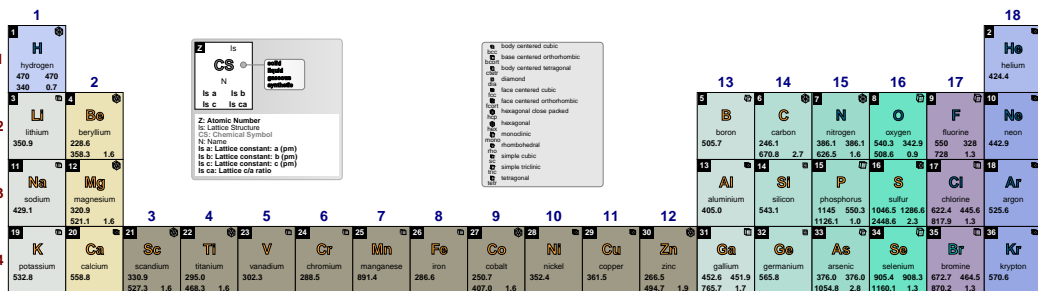 1
18
1
H
hydrogen
470 470
340 0.7
Z
ls
CS
N
ls a ls b
ls c ls ca
solid
liquid
gaseous
synthetic
Z: Atomic Number
ls: Lattice Structure
CS: Chemical Symbol
N: Name
ls a: Lattice constant: a (pm)
ls b: Lattice constant: b (pm)
ls c: Lattice constant: c (pm)
ls ca: Lattice c/a ratio
body centered cubic
bcc
base centered orthorhombic
bcort
body centered tetragonal
ctetr
diamond
dia
face centered cubic
fcc
face centered orthorhombic
fcort
hexagonal close packed
hcp
hexagonal
hex
monoclinic
mno
rhombohedral
rho
simple cubic
sc
simple triclinic
tric
tetragonal
tetr
2
He
helium
424.4
2
13 14 15 16 17
3
Li
lithium
350.9
4
Be
beryllium
228.6
358.3 1.6
5
B
boron
505.7
6
C
carbon
246.1
670.8 2.7
7
N
nitrogen
386.1 386.1
626.5 1.6
8
O
oxygen
540.3 342.9
508.6 0.9
9
F
fluorine
550 328
728 1.3
10
Ne
neon
442.9
11
Na
sodium
429.1
12
Mg
magnesium
320.9
521.1 1.6
13
Al
aluminium
405.0
14
Si
silicon
543.1
15
P
phosphorus
1145 550.3
1126.1 1.0
16
S
sulfur
1046.5 1286.6
2448.6 2.3
17
Cl
chlorine
622.4 445.6
817.9 1.3
18
Ar
argon
525.6
3 4 5 6 7 8 9 10 11 12
19
K
potassium
532.8
20
Ca
calcium
558.8
21
Sc
scandium
330.9
527.3 1.6
22
Ti
titanium
295.0
468.3 1.6
23
V
vanadium
302.3
24
Cr
chromium
288.5
25
Mn
manganese
891.4
26
Fe
iron
286.6
27
Co
cobalt
250.7
407.0 1.6
28
Ni
nickel
352.4
29
Cu
copper
361.5
30
Zn
zinc
266.5
494.7 1.9
31
Ga
gallium
452.6 451.9
765.7 1.7
32
Ge
germanium
565.8
33
As
arsenic
376.0 376.0
1054.8 2.8
34
Se
selenium
905.4 908.3
1160.1 1.3
35
Br
bromine
672.7 464.5
870.2 1.3
36
Kr
krypton
570.6